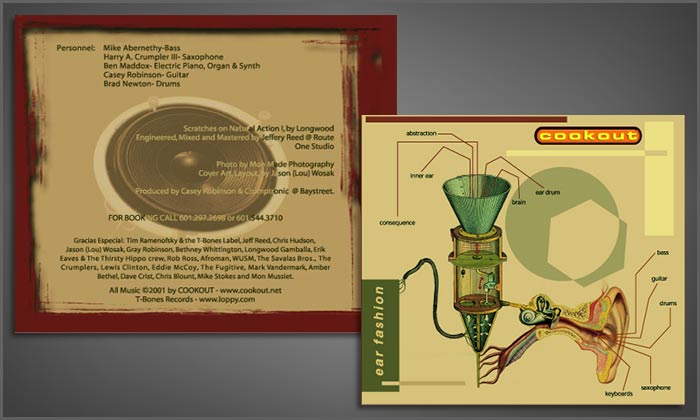 Personnel: Mike Abernethy-Bass
Harry A. Crumpler III- Saxophone
Ben Maddox- Electric Piano, Organ & Synth
Casey Robinson- Guitar
Brad Newton- Drums
Scratches on Natural Action I, by Longwood
Engineered, Mixed and Mastered by Jeffery Reed @ Route
One Studio
Photo by Mon Made Photography
Cover Art, Layout, by Jason (Lou) Wosak
Produced by Casey Robinson & Crumptronic @ Baystreet.
FOR BOOKING CALL 601.297.2698 or 601.544.3710
Gracias Especial: Tim Ramenofsky & the T-Bones Label, Jeff Reed, Chris Hudson,
Jason (Lou) Wosak, Gray Robinson, Bethney Whittington, Longwood Gamballa, Erik
Eaves & The Thirsty Hippo crew, Rob Ross, Afroman, WUSM, The Savalas Bros., The
Crumplers, Lewis Clinton, Eddie McCoy, The Fugitive, Mark Vandermark, Amber
Bethel, Dave Crist, Chris Blount, Mike Stokes and Mon Mussiet.
All Music ©2001 by COOKOUT - www.cookout.net
T-Bones Records - www.loppy.com
cookout
abstraction
inner ear
ear drum
brain
consequence
bass
guitar
drums
saxophone
keyboards
ear fashion